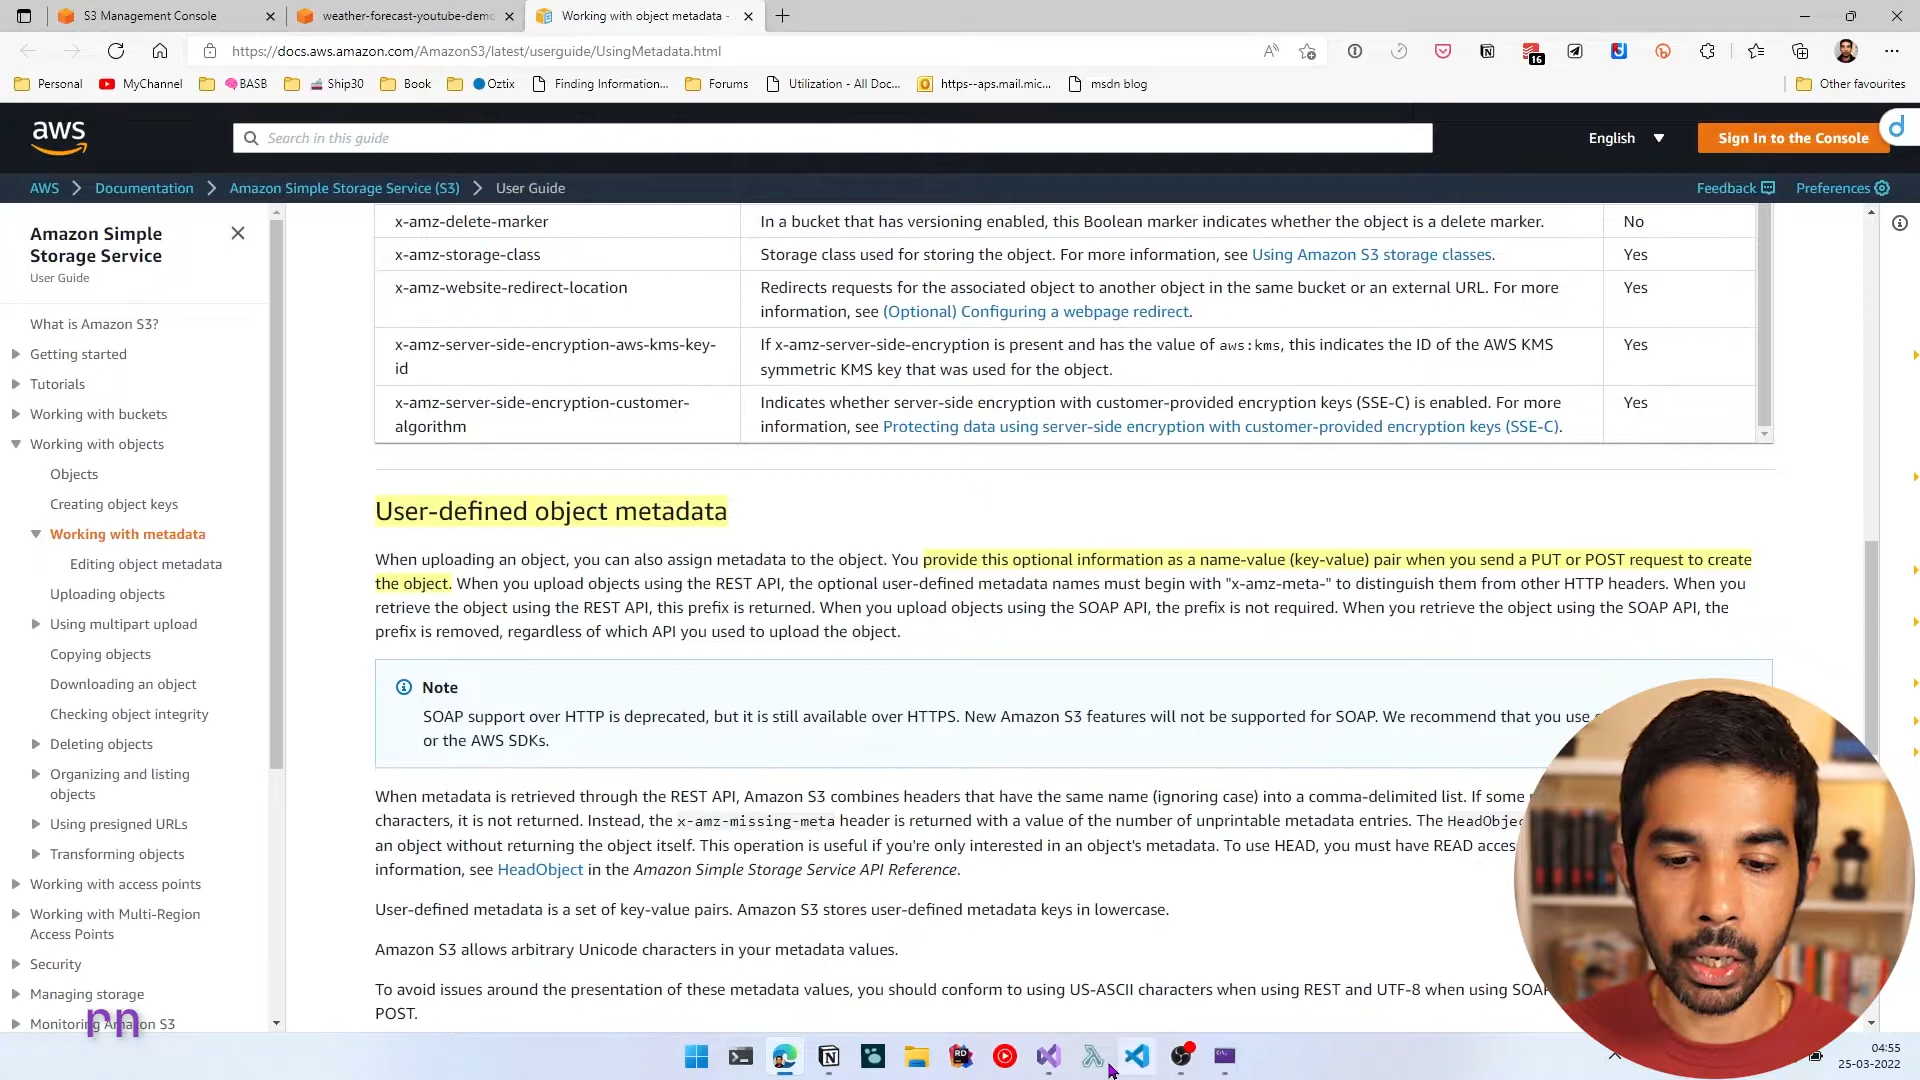 S3 Management Console
weather-forecast-youtube-demo
Working with object metadata -
https://docs.aws.amazon.com/AmazonS3/latest/userguide/UsingMetadata.html
16
Personal
MyChannel
BASB
Ship30
Book
Oztix
Finding Information...
Forums
Utilization - All Doc...
https--aps.mail.mic...
msdn blog
Other favourites
aws
Search in this guide
English
Sign In to the Console
d
AWS
Documentation
Amazon Simple Storage Service (S3)
User Guide
Feedback
Preferences
Amazon Simple
Storage Service
User Guide
What is Amazon S3?
Getting started
Tutorials
Working with buckets
Working with objects
Objects
Creating object keys
Working with metadata
Editing object metadata
Uploading objects
Using multipart upload
Copying objects
Downloading an object
Checking object integrity
Deleting objects
Organizing and listing
objects
Using presigned URLs
Transforming objects
Working with access points
Working with Multi-Region
Access Points
Security
Managing storage
Monitoring Amazon S3
rn
x-amz-delete-marker
In a bucket that has versioning enabled, this Boolean marker indicates whether the object is a delete marker.
No
x-amz-storage-class
Storage class used for storing the object. For more information, see Using Amazon S3 storage classes.
Yes
x-amz-website-redirect-location
Redirects requests for the associated object to another object in the same bucket or an external URL. For more
information, see (Optional) Configuring a webpage redirect.
Yes
x-amz-server-side-encryption-aws-kms-key-
id
If x-amz-server-side-encryption is present and has the value of aws:kms, this indicates the ID of the AWS KMS
symmetric KMS key that was used for the object.
Yes
x-amz-server-side-encryption-customer-
algorithm
Indicates whether server-side encryption with customer-provided encryption keys (SSE-C) is enabled. For more
information, see Protecting data using server-side encryption with customer-provided encryption keys (SSE-C).
Yes
User-defined object metadata
When uploading an object, you can also assign metadata to the object. You provide this optional information as a name-value (key-value) pair when you send a PUT or POST request to create
the object. When you upload objects using the REST API, the optional user-defined metadata names must begin with "x-amz-meta-" to distinguish them from other HTTP headers. When you
retrieve the object using the REST API, this prefix is returned. When you upload objects using the SOAP API, the prefix is not required. When you retrieve the object using the SOAP API, the
prefix is removed, regardless of which API you used to upload the object.
Note
SOAP support over HTTP is deprecated, but it is still available over HTTPS. New Amazon S3 features will not be supported for SOAP. We recommend that you use
or the AWS SDKs.
When metadata is retrieved through the REST API, Amazon S3 combines headers that have the same name (ignoring case) into a comma-delimited list. If some
characters, it is not returned. Instead, the x-amz-missing-meta header is returned with a value of the number of unprintable metadata entries. The HeadObjec
an object without returning the object itself. This operation is useful if you're only interested in an object's metadata. To use HEAD, you must have READ acces
information, see HeadObject in the Amazon Simple Storage Service API Reference.
User-defined metadata is a set of key-value pairs. Amazon S3 stores user-defined metadata keys in lowercase.
Amazon S3 allows arbitrary Unicode characters in your metadata values.
To avoid issues around the presentation of these metadata values, you should conform to using US-ASCII characters when using REST and UTF-8 when using SOAP
POST.
04:55
25-03-2022